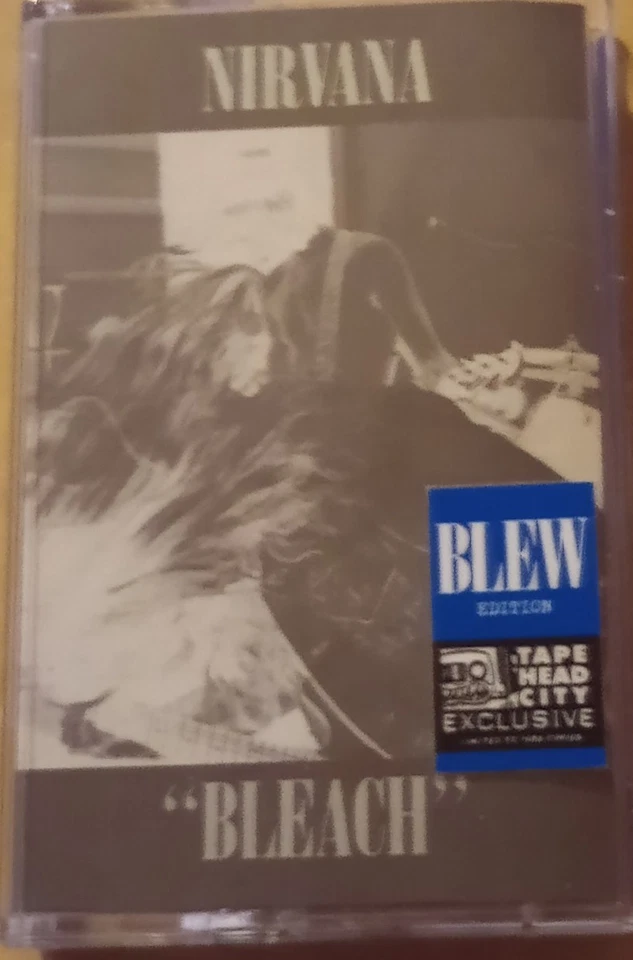 NIRVANA
BLEW
EDITION
TAPE
HEAD
CITY
EXCLUSIVE
"BLEACH"